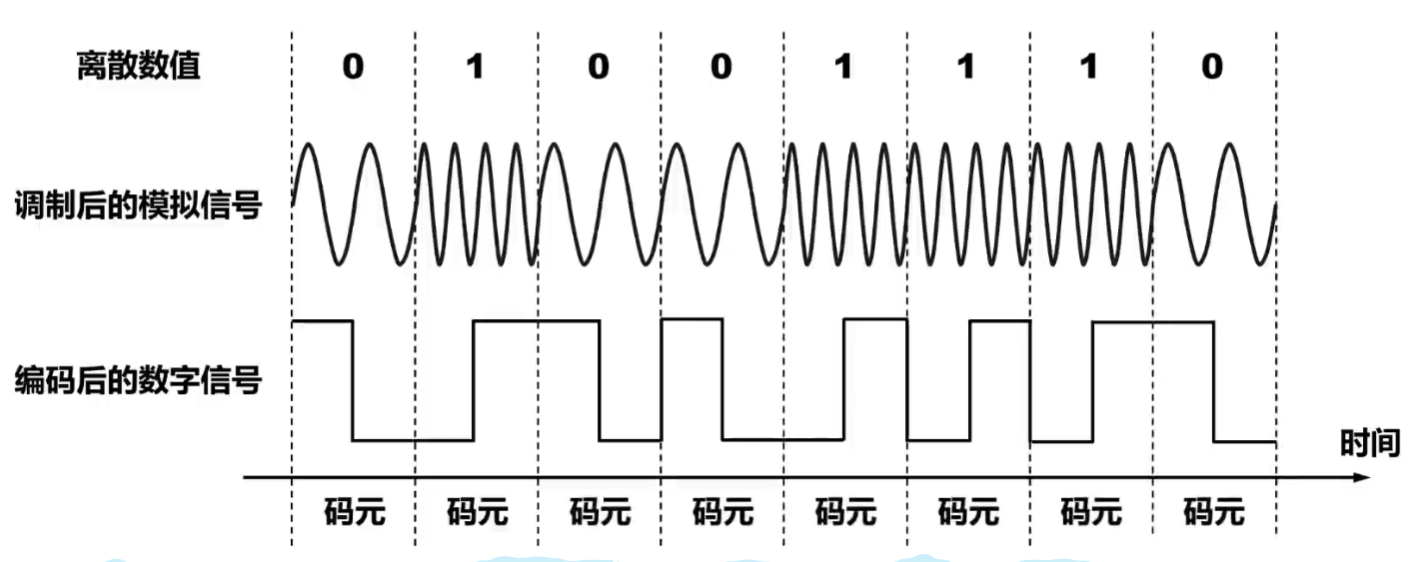 离散数值 0 1 0 0 1 1 1 0
调制后的模拟信号
编码后的数字信号
时间
码元 码元 码元 码元 码元 码元 码元 码元